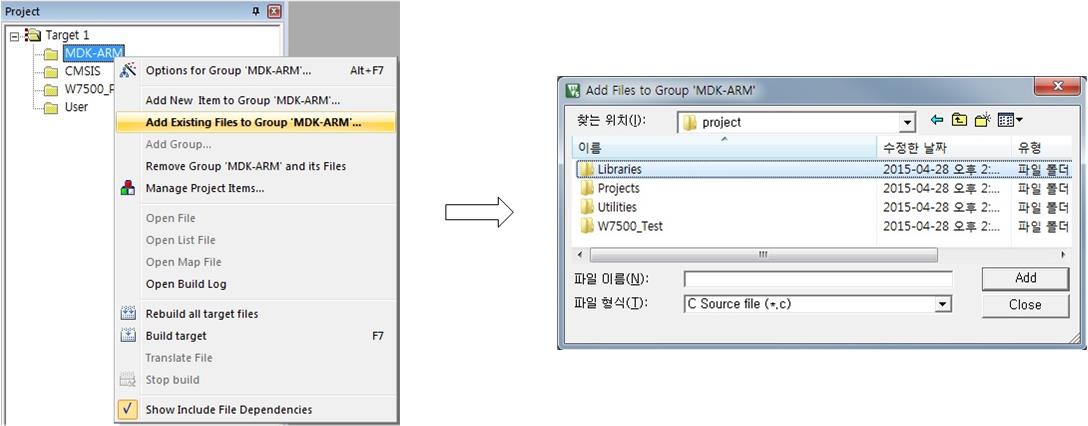 Project
Target 1
MDK-ARM
CMSIS
W7500_P
User
Options for Group 'MDK-ARM'... Alt+F7
Add New Item to Group 'MDK-ARM'...
Add Existing Files to Group 'MDK-ARM'...
Add Group...
Remove Group 'MDK-ARM' and its Files
Manage Project Items...
Open File
Open List File
Open Map File
Open Build Log
Rebuild all target files
Build target F7
Translate File
Stop build
Show Include File Dependencies
Add Files to Group 'MDK-ARM'
찾는 위치(I): project
이름 수정한 날짜 유형
Libraries 2015-04-28 오후 2:... 파일 폴더
Projects 2015-04-28 오후 2:... 파일 폴더
Utilities 2015-04-28 오후 2:... 파일 폴더
W7500_Test 2015-04-28 오후 2:... 파일 폴더
파일 이름(N): Add
파일 형식(T): C Source file (*,c) Close